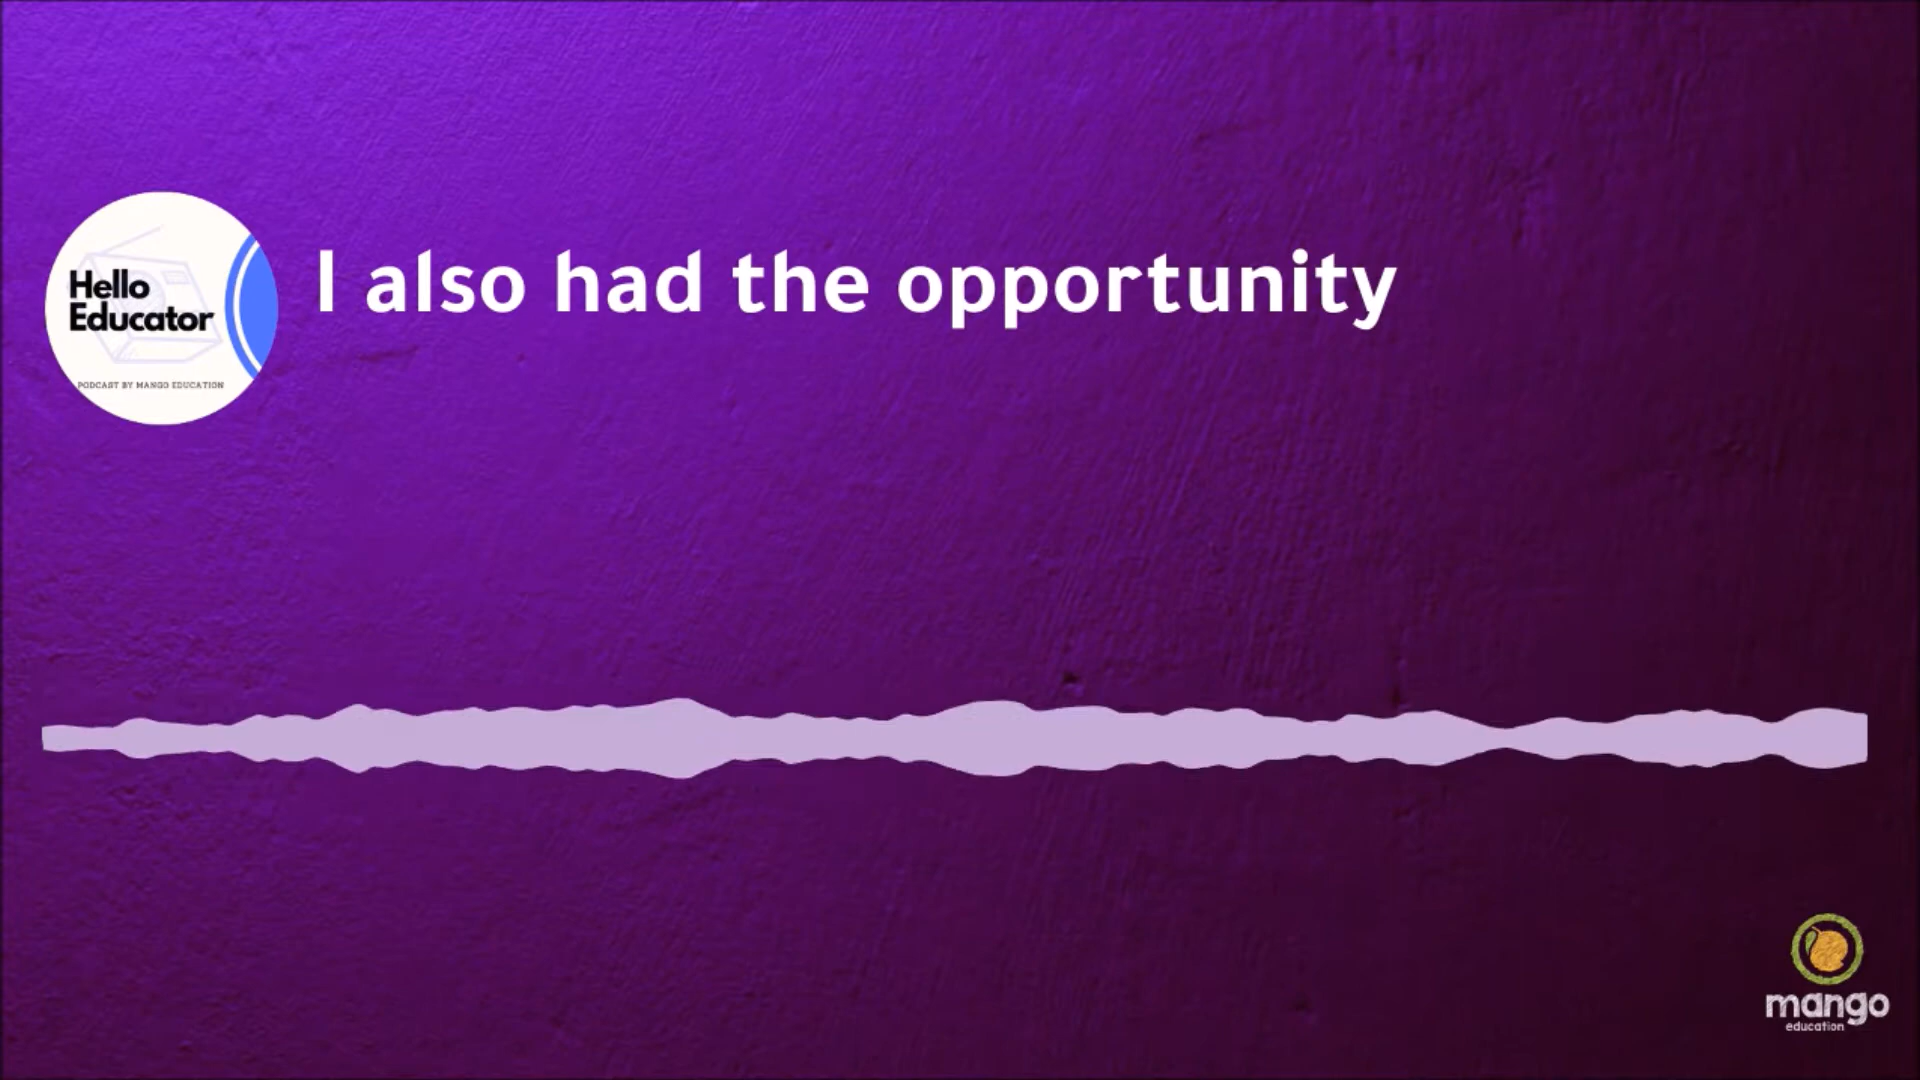 I also had the opportunity
Hello
Educator
PODCAST BY MANGO EDUCATION
mango
education